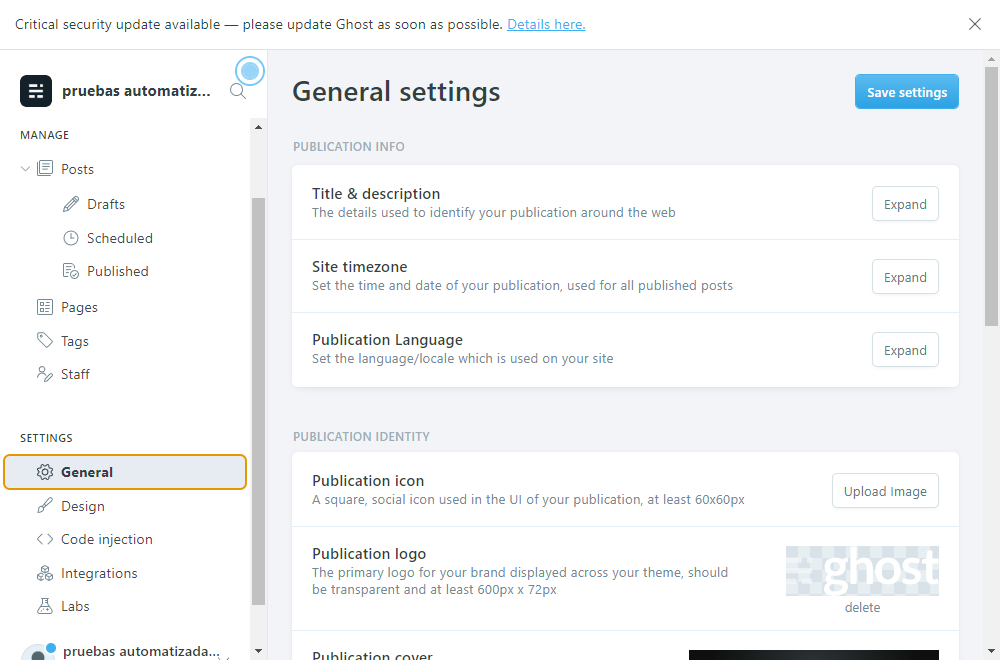 Critical security update available — please update Ghost as soon as possible. Details here.
pruebas automatiz...
MANAGE
Posts
Drafts
Scheduled
Published
Pages
Tags
Staff
SETTINGS
General
Design
Code injection
Integrations
Labs
pruebas automatizada...
General settings
Save settings
PUBLICATION INFO
Title & description
The details used to identify your publication around the web
Expand
Site timezone
Set the time and date of your publication, used for all published posts
Expand
Publication Language
Set the language/locale which is used on your site
Expand
PUBLICATION IDENTITY
Publication icon
A square, social icon used in the UI of your publication, at least 60x60px
Upload Image
Publication logo
The primary logo for your brand displayed across your theme, should
be transparent and at least 600px x 72px
ghost
delete
Publication cover